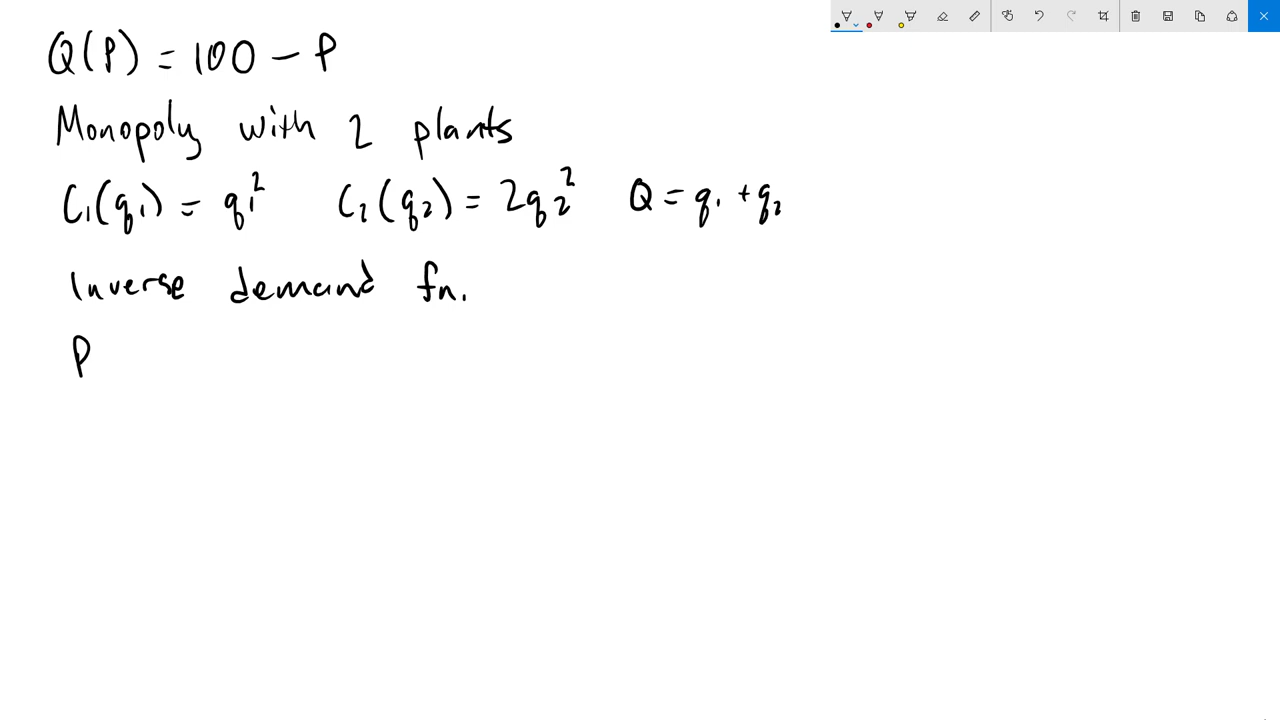 Q(P) = 100 - P
Monopoly with 2 plants
C₁(q₁) = q₁² C₂(q₂) = 2q₂² Q = q₁ + q₂
Inverse demand fn.
P